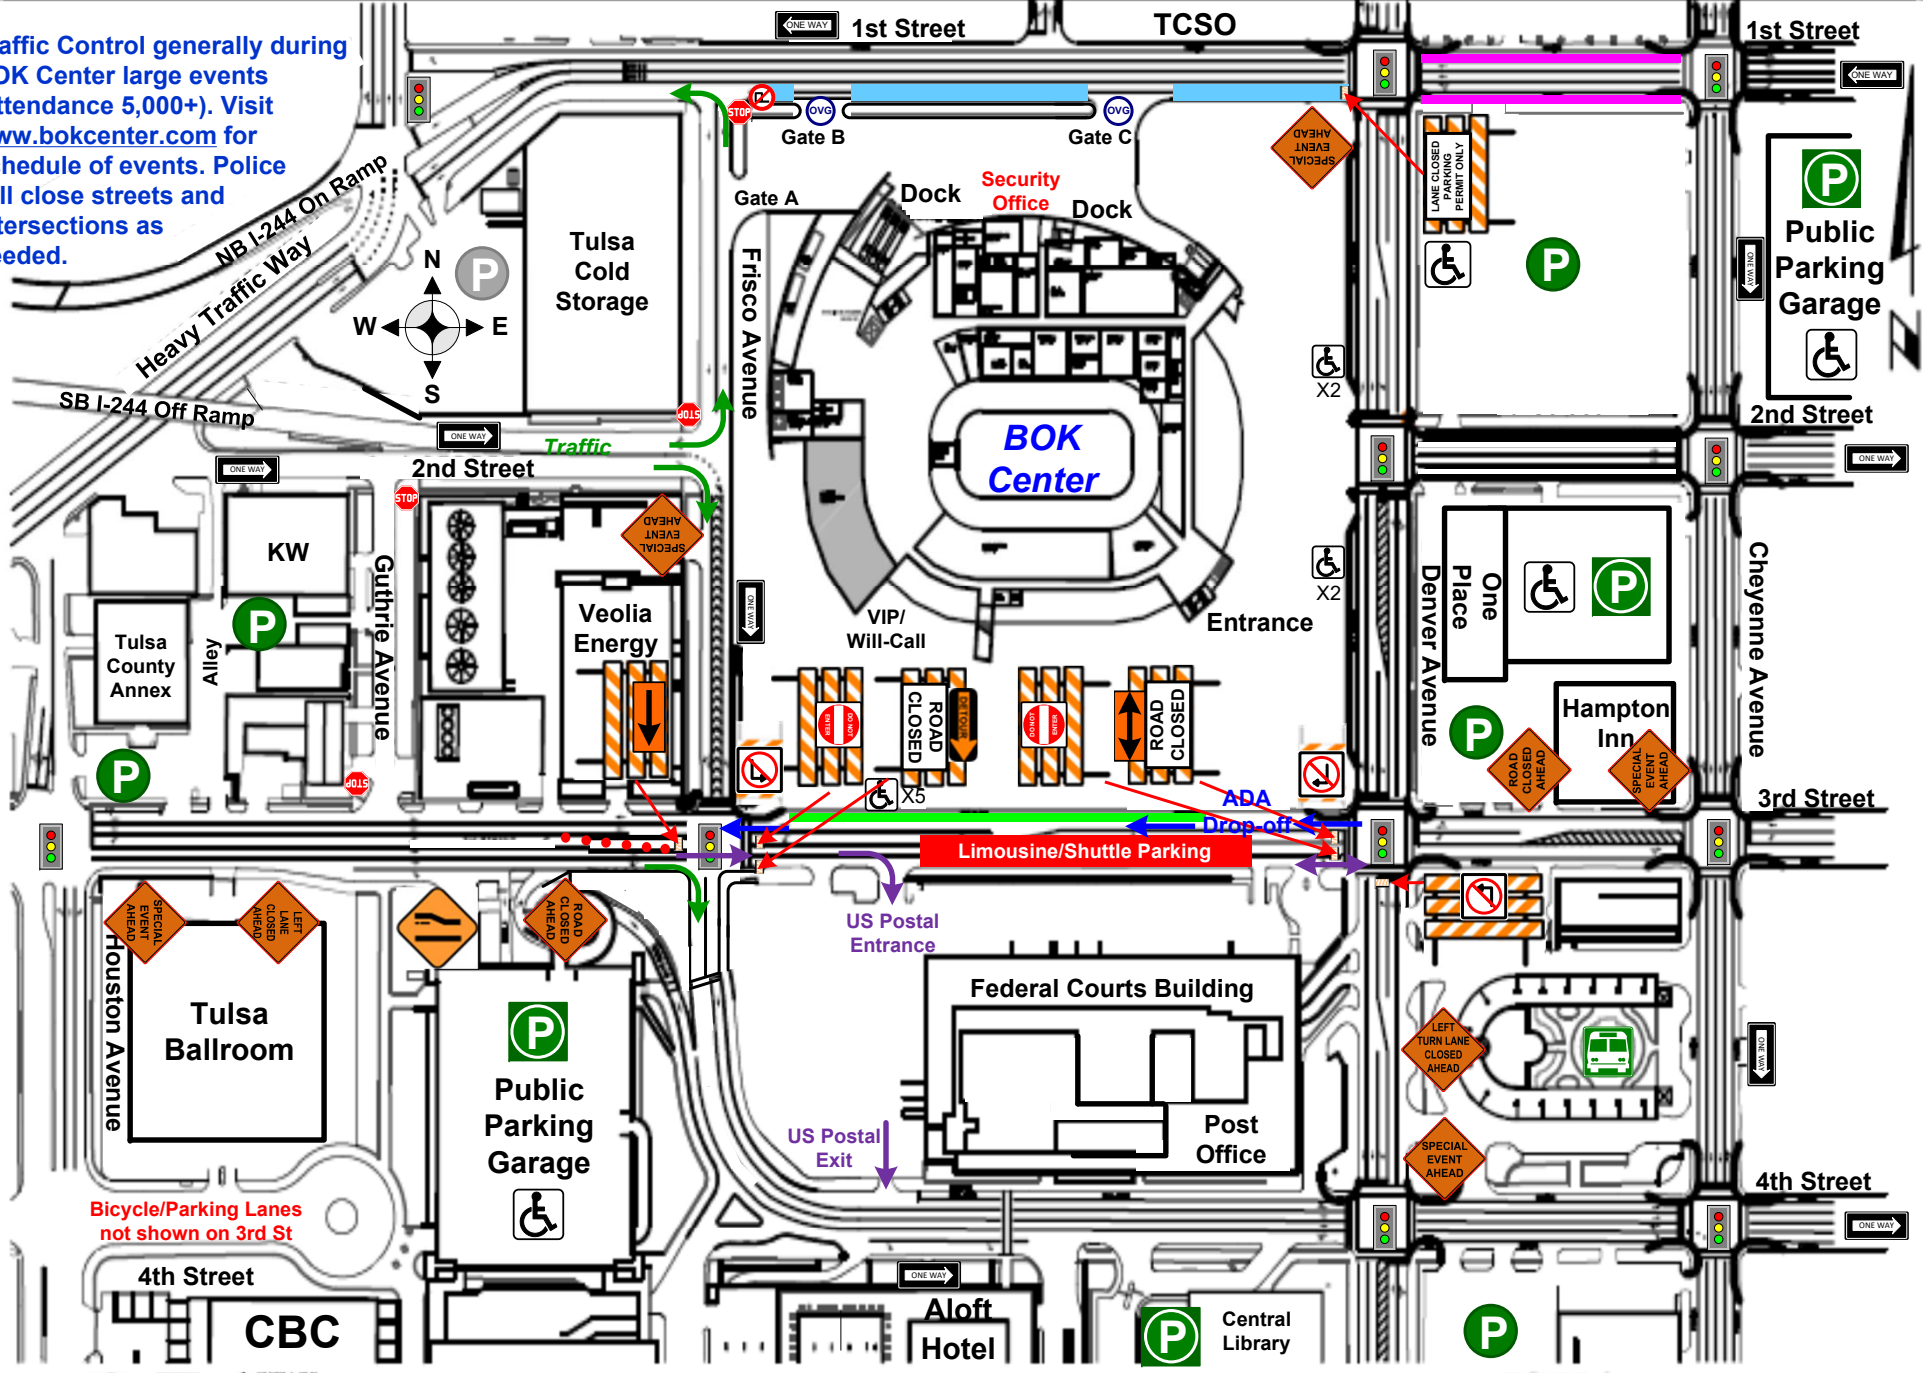 1st Street
TCSO
1st Street
ONE WAY
ONE WAY
affic Control generally during
OK Center large events
ttendance 5,000+). Visit
ww.bokcenter.com for
chedule of events. Police
ll close streets and
tersections as
eeded.
STOP
OVG
OVG
Gate B
Gate C
SPECIAL
EVENT
AHEAD
LANE CLOSED
PARKING
PERMIT ONLY
P
Public
Parking
Garage
ONE WAY
NB I-244 On Ramp
Heavy Traffic Way
SB I-244 Off Ramp
N
W
E
S
P
Tulsa
Cold
Storage
Gate A
Frisco Avenue
Dock
Security
Office
Dock
P
X2
2nd Street
ONE WAY
STOP
ONE WAY
Traffic
2nd Street
ONE WAY
BOK
Center
STOP
SPECIAL
EVENT
AHEAD
KW
Guthrie Avenue
P
Tulsa
County
Annex
Alley
Veolia
Energy
ONE WAY
VIP/
Will-Call
Entrance
X2
Denver Avenue
One
Place
P
Cheyenne Avenue
Hampton
Inn
P
ROAD
CLOSED
AHEAD
SPECIAL
EVENT
AHEAD
P
STOP
DO NOT
ENTER
ROAD
CLOSED
DETOUR
DO NOT
ENTER
ROAD
CLOSED
X5
ADA
Drop-off
3rd Street
Limousine/Shuttle Parking
US Postal
Entrance
SPECIAL
EVENT
AHEAD
LEFT
LANE
CLOSED
AHEAD
ROAD
CLOSED
AHEAD
Houston Avenue
Tulsa
Ballroom
P
Public
Parking
Garage
Federal Courts Building
Post
Office
US Postal
Exit
LEFT
TURN LANE
CLOSED
AHEAD
SPECIAL
EVENT
AHEAD
ONE WAY
4th Street
ONE WAY
Bicycle/Parking Lanes
not shown on 3rd St
4th Street
CBC
ONE WAY
Aloft
Hotel
P
Central
Library
P